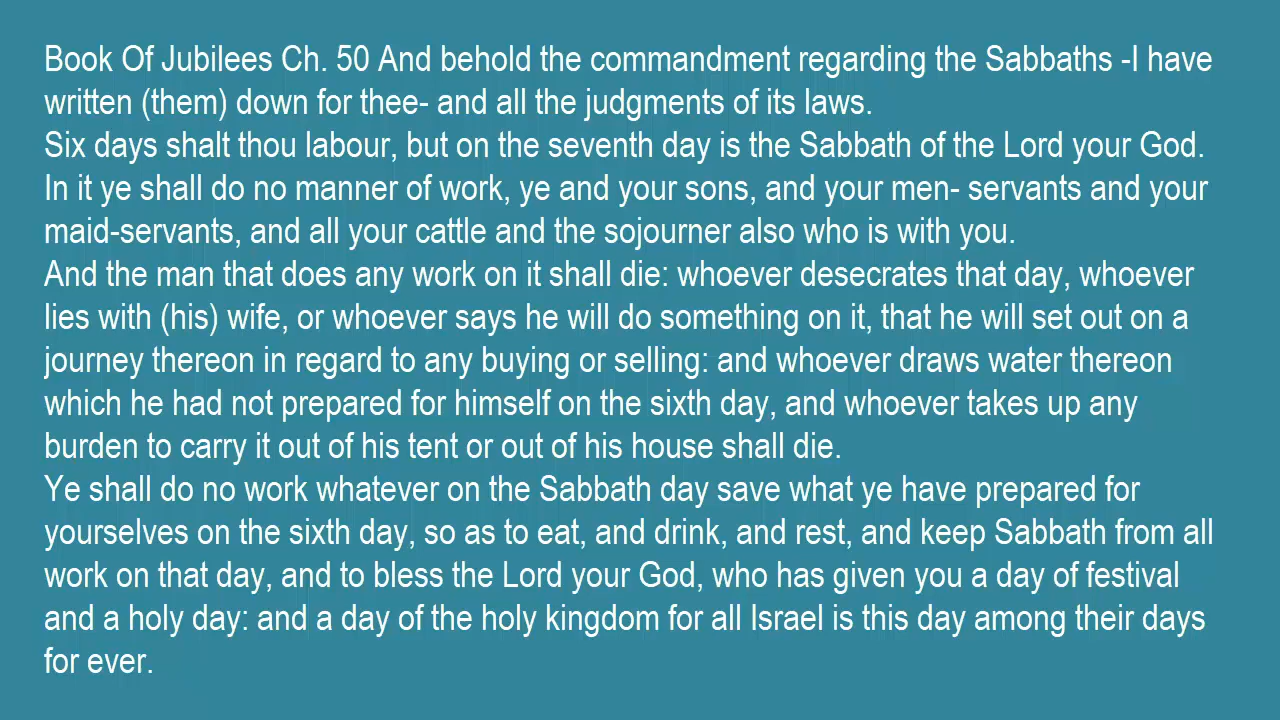 Book Of Jubilees Ch. 50 And behold the commandment regarding the Sabbaths -I have
written (them) down for thee- and all the judgments of its laws.
Six days shalt thou labour, but on the seventh day is the Sabbath of the Lord your God.
In it ye shall do no manner of work, ye and your sons, and your men- servants and your
maid-servants, and all your cattle and the sojourner also who is with you.
And the man that does any work on it shall die: whoever desecrates that day, whoever
lies with (his) wife, or whoever says he will do something on it, that he will set out on a
journey thereon in regard to any buying or selling: and whoever draws water thereon
which he had not prepared for himself on the sixth day, and whoever takes up any
burden to carry it out of his tent or out of his house shall die.
Ye shall do no work whatever on the Sabbath day save what ye have prepared for
yourselves on the sixth day, so as to eat, and drink, and rest, and keep Sabbath from all
work on that day, and to bless the Lord your God, who has given you a day of festival
and a holy day: and a day of the holy kingdom for all Israel is this day among their days
for ever.